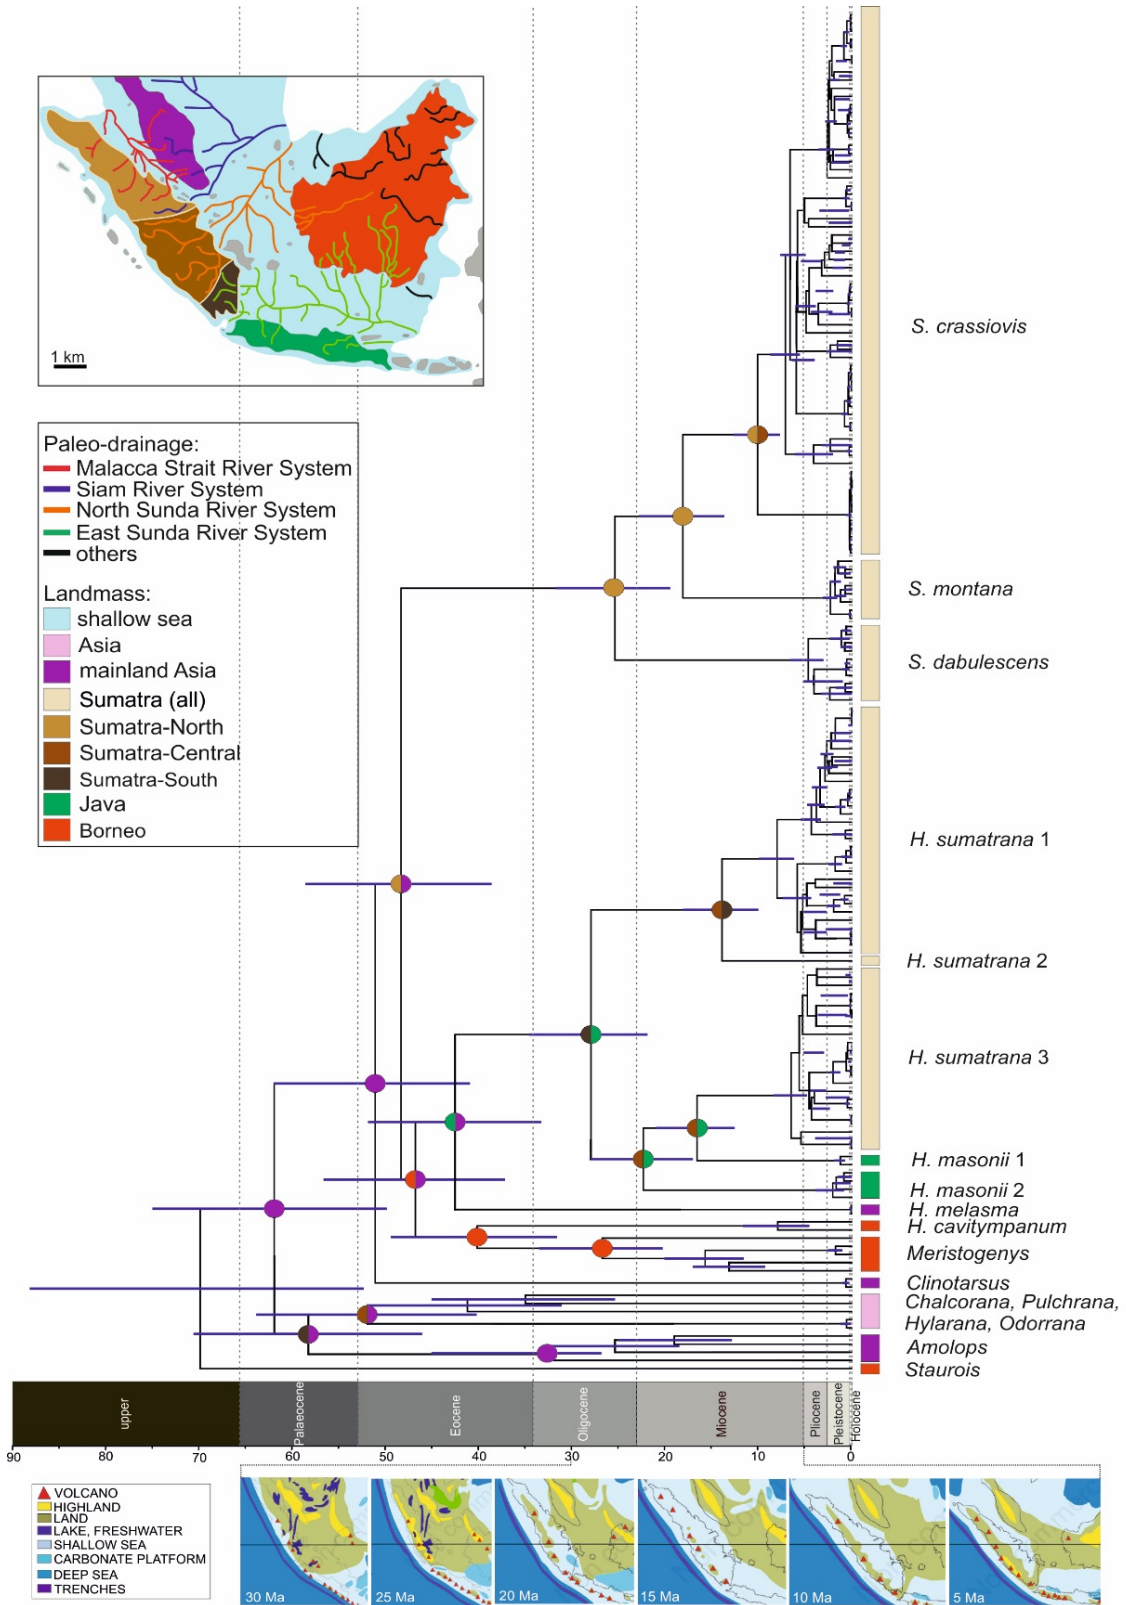 1 km
Paleo-drainage:
Malacca Strait River System
Siam River System
North Sunda River System
East Sunda River System
others
Landmass:
shallow sea
Asia
mainland Asia
Sumatra (all)
Sumatra-North
Sumatra-Central
Sumatra-South
Java
Borneo
S. crassiovis
S. montana
S. dabulescens
H. sumatrana 1
H. sumatrana 2
H. sumatrana 3
H. masonii 1
H. masonii 2
H. melasma
H. cavitympanum
Meristogenys
Clinotarsus
Chalcorana, Pulchrana,
Hylarana, Odorrana
Amolops
Staurois
upper
Palaeocene
Eocene
Oligocene
Miocene
Pliocene
Pleistocene
Holocene
90 80 70 60 50 40 30 20 10 0
VOLCANO
HIGHLAND
LAND
LAKE, FRESHWATER
SHALLOW SEA
CARBONATE PLATFORM
DEEP SEA
TRENCHES
30 Ma
25 Ma
20 Ma
15 Ma
10 Ma
5 Ma